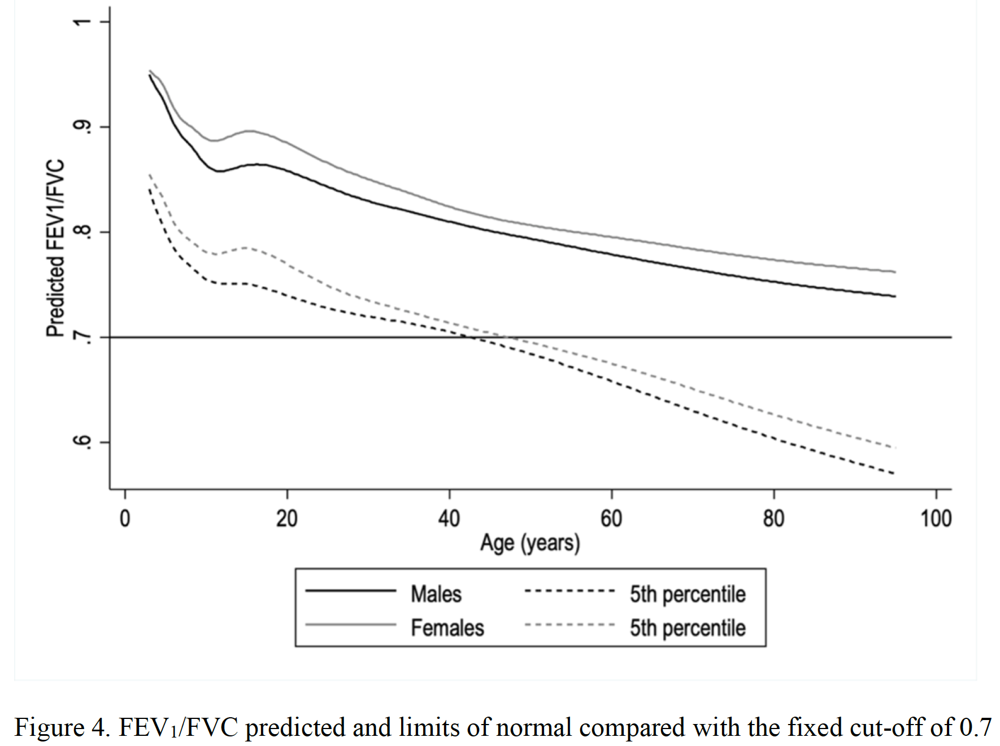 1
.9
.8
.7
.6
Predicted FEV1/FVC
0 20 40 60 80 100
Age (years)
Males 5th percentile
Females 5th percentile
Figure 4. FEV₁/FVC predicted and limits of normal compared with the fixed cut-off of 0.7